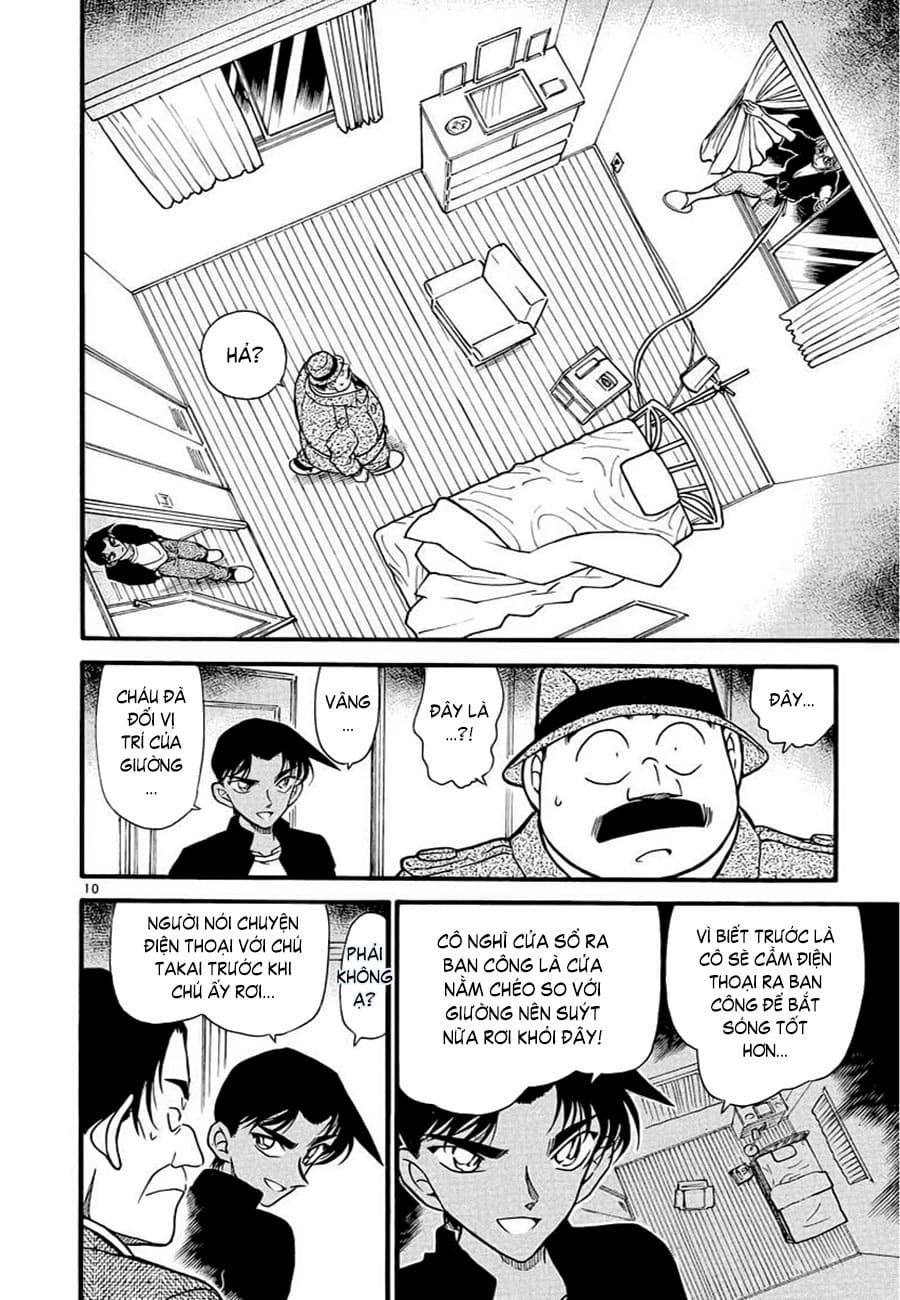 HẢ?
ĐÂY...
ĐÂY LÀ
...?!
VÂNG
...
CHÁU ĐÃ
ĐỔI VỊ
TRÍ CỦA
GIƯỜNG
...
10
VÌ BIẾT TRƯỚC LÀ
CÔ SẼ CẦM ĐIỆN
THOẠI RA BAN
CÔNG ĐỂ BẮT
SÓNG TỐT
HƠN...
CÔ NGHĨ CỬA SỔ RA
BAN CÔNG LÀ CỬA
NẰM CHÉO SO VỚI
GIƯỜNG NÊN SUÝT
NỮA RƠI KHỎI ĐÂY!
PHẢI
KHÔNG
Ạ?
NGƯỜI NÓI CHUYỆN
ĐIỆN THOẠI VỚI CHÚ
TAKAI TRƯỚC KHI
CHÚ ẤY RƠI...